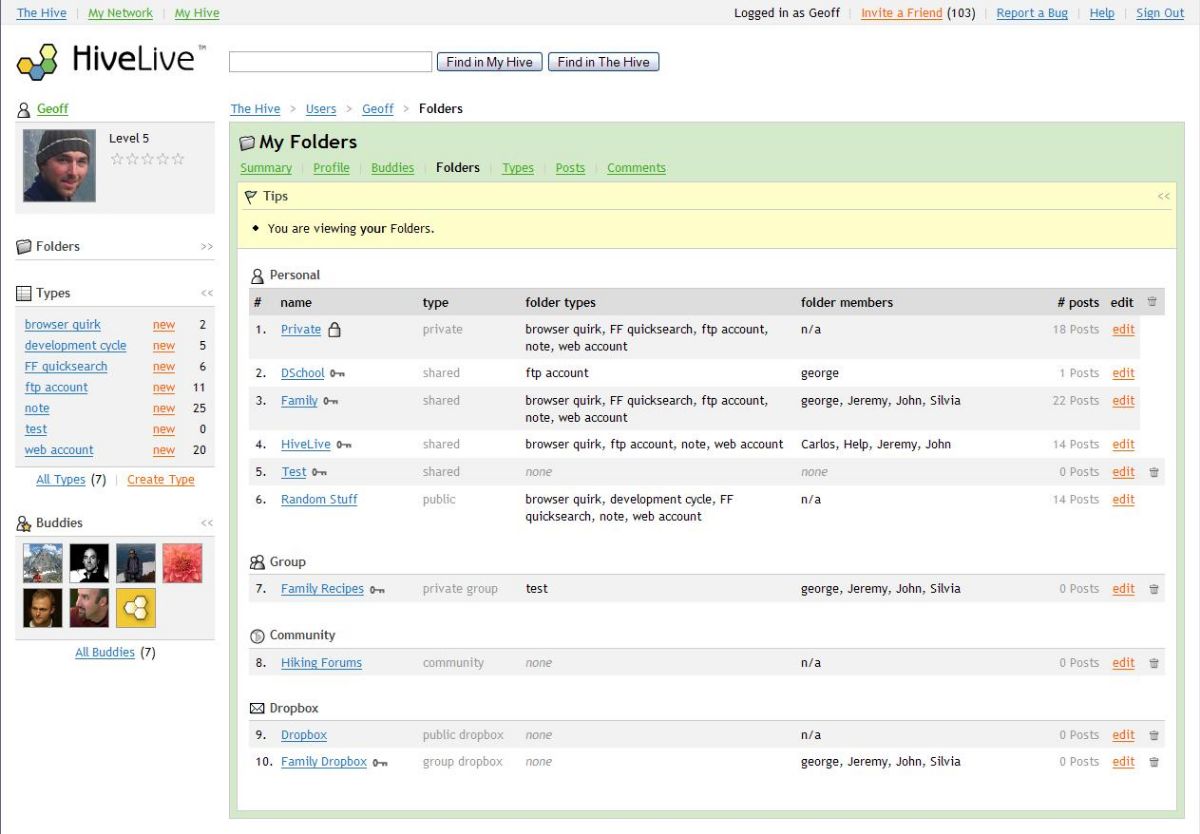 The Hive | My Network | My Hive
Logged in as Geoff | Invite a Friend (103) | Report a Bug | Help | Sign Out
HiveLive™
Find in My Hive
Find in The Hive
Geoff
Level 5
Folders >>
Types <<
browser quirk new 2
development cycle new 5
FF quicksearch new 6
ftp account new 11
note new 25
test new 0
web account new 20
All Types (7) | Create Type
Buddies <<
All Buddies (7)
The Hive > Users > Geoff > Folders
My Folders
Summary | Profile | Buddies | Folders | Types | Posts | Comments
Tips <<
• You are viewing your Folders.
Personal
# name type folder types folder members # posts edit
1. Private private browser quirk, FF quicksearch, ftp account, n/a 18 Posts edit
note, web account
2. DSchool shared ftp account george 1 Posts edit
3. Family shared browser quirk, FF quicksearch, ftp account, george, Jeremy, John, Silvia 22 Posts edit
note, web account
4. HiveLive shared browser quirk, ftp account, note, web account Carlos, Help, Jeremy, John 14 Posts edit
5. Test shared none none 0 Posts edit
6. Random Stuff public browser quirk, development cycle, FF n/a 14 Posts edit
quicksearch, note, web account
Group
7. Family Recipes private group test george, Jeremy, John, Silvia 0 Posts edit
Community
8. Hiking Forums community none n/a 0 Posts edit
Dropbox
9. Dropbox public dropbox none n/a 0 Posts edit
10. Family Dropbox group dropbox none george, Jeremy, John, Silvia 0 Posts edit